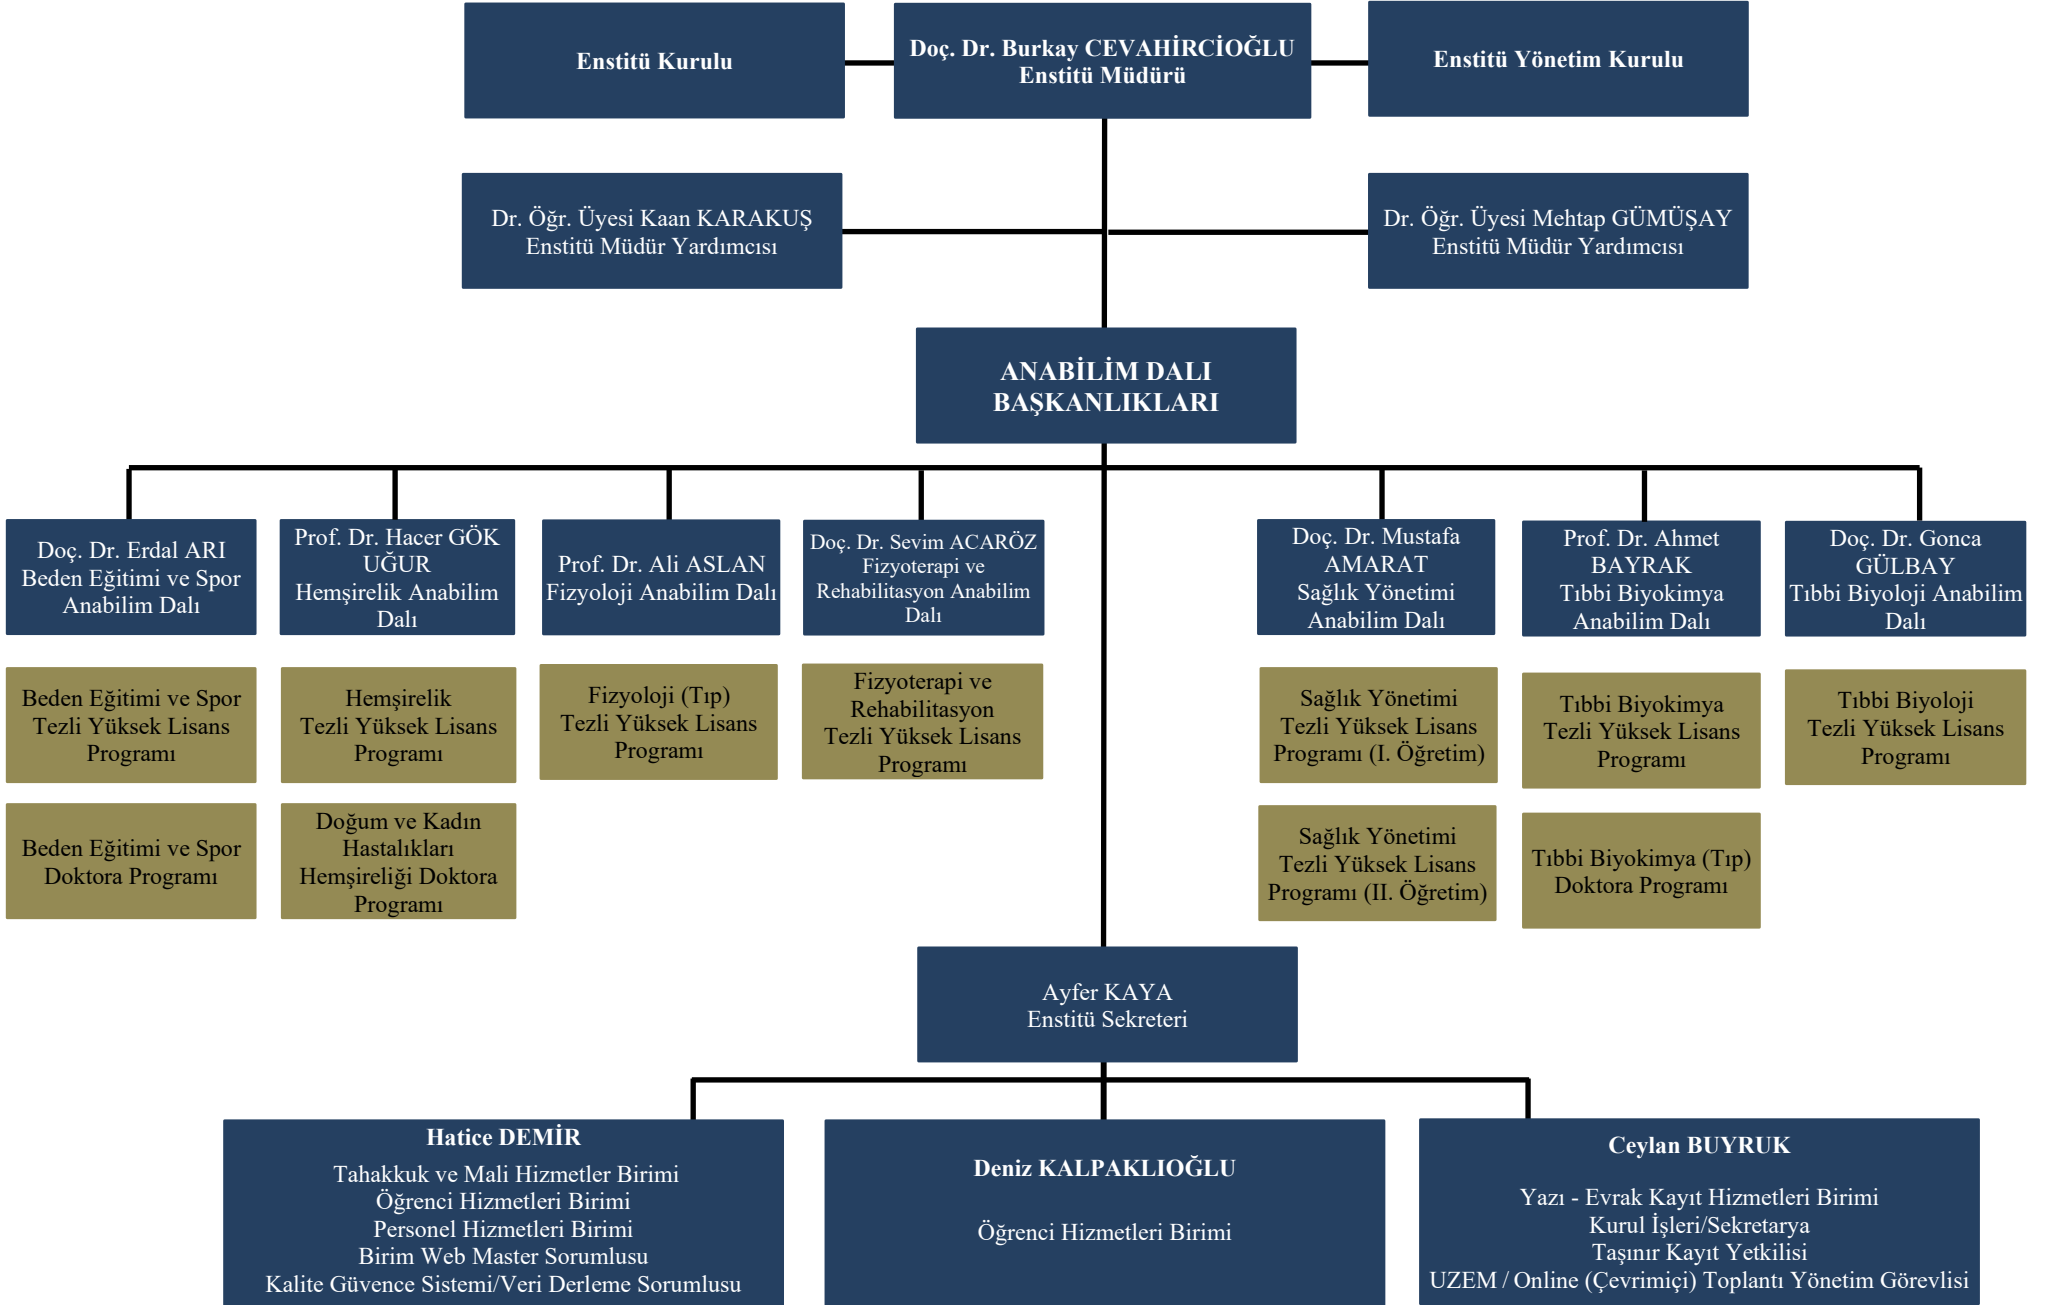 Enstitü Kurulu
Doç. Dr. Burkay CEVAHİRCİOĞLU
Enstitü Müdürü
Enstitü Yönetim Kurulu
Dr. Öğr. Üyesi Kaan KARAKUŞ
Enstitü Müdür Yardımcısı
Dr. Öğr. Üyesi Mehtap GÜMÜŞAY
Enstitü Müdür Yardımcısı
ANABİLİM DALI
BAŞKANLIKLARI
Doç. Dr. Erdal ARI
Beden Eğitimi ve Spor
Anabilim Dalı
Prof. Dr. Hacer GÖK
UĞUR
Hemşirelik Anabilim
Dalı
Prof. Dr. Ali ASLAN
Fizyoloji Anabilim Dalı
Doç. Dr. Sevim ACARÖZ
Fizyoterapi ve
Rehabilitasyon Anabilim
Dalı
Doç. Dr. Mustafa
AMARAT
Sağlık Yönetimi
Anabilim Dalı
Prof. Dr. Ahmet
BAYRAK
Tıbbi Biyokimya
Anabilim Dalı
Doç. Dr. Gonca
GÜLBAY
Tıbbi Biyoloji Anabilim
Dalı
Beden Eğitimi ve Spor
Tezli Yüksek Lisans
Programı
Hemşirelik
Tezli Yüksek Lisans
Programı
Fizyoloji (Tıp)
Tezli Yüksek Lisans
Programı
Fizyoterapi ve
Rehabilitasyon
Tezli Yüksek Lisans
Programı
Sağlık Yönetimi
Tezli Yüksek Lisans
Programı (I. Öğretim)
Tıbbi Biyokimya
Tezli Yüksek Lisans
Programı
Tıbbi Biyoloji
Tezli Yüksek Lisans
Programı
Beden Eğitimi ve Spor
Doktora Programı
Doğum ve Kadın
Hastalıkları
Hemşireliği Doktora
Programı
Sağlık Yönetimi
Tezli Yüksek Lisans
Programı (II. Öğretim)
Tıbbi Biyokimya (Tıp)
Doktora Programı
Ayfer KAYA
Enstitü Sekreteri
Hatice DEMİR
Tahakkuk ve Mali Hizmetler Birimi
Öğrenci Hizmetleri Birimi
Personel Hizmetleri Birimi
Birim Web Master Sorumlusu
Kalite Güvence Sistemi/Veri Derleme Sorumlusu
Deniz KALPAKLIOĞLU
Öğrenci Hizmetleri Birimi
Ceylan BUYRUK
Yazı - Evrak Kayıt Hizmetleri Birimi
Kurul İşleri/Sekretarya
Taşınır Kayıt Yetkilisi
UZEM / Online (Çevrimiçi) Toplantı Yönetim Görevlisi